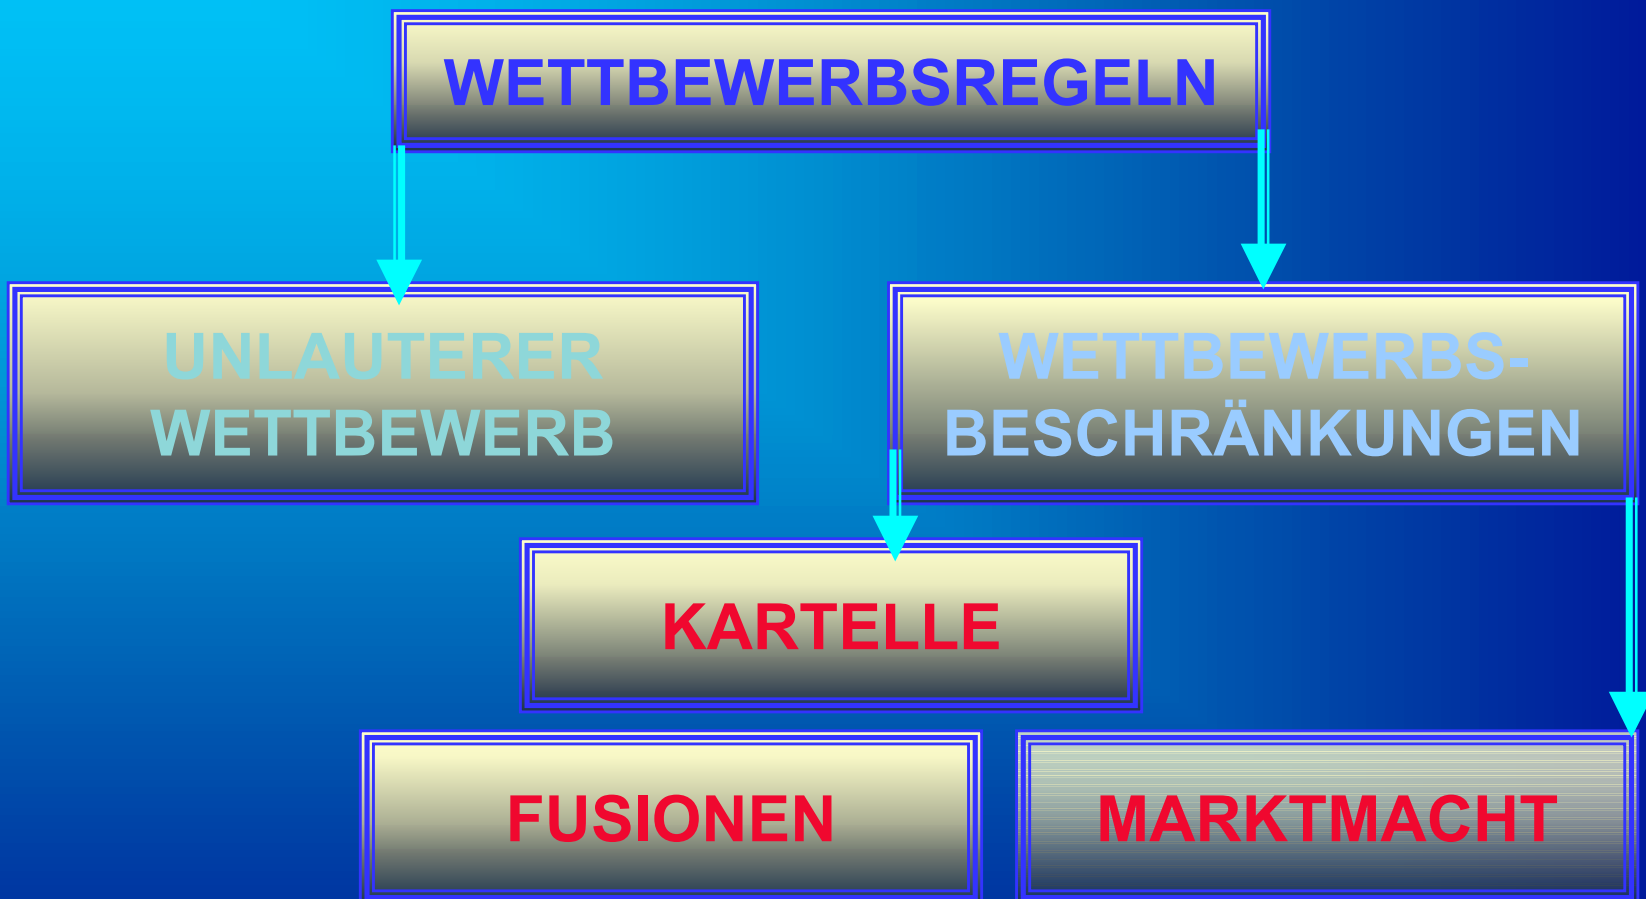 WETTBEWERBSREGELN
UNLAUTERER
WETTBEWERB
WETTBEWERBS-
BESCHRÄNKUNGEN
KARTELLE
FUSIONEN
MARKTMACHT